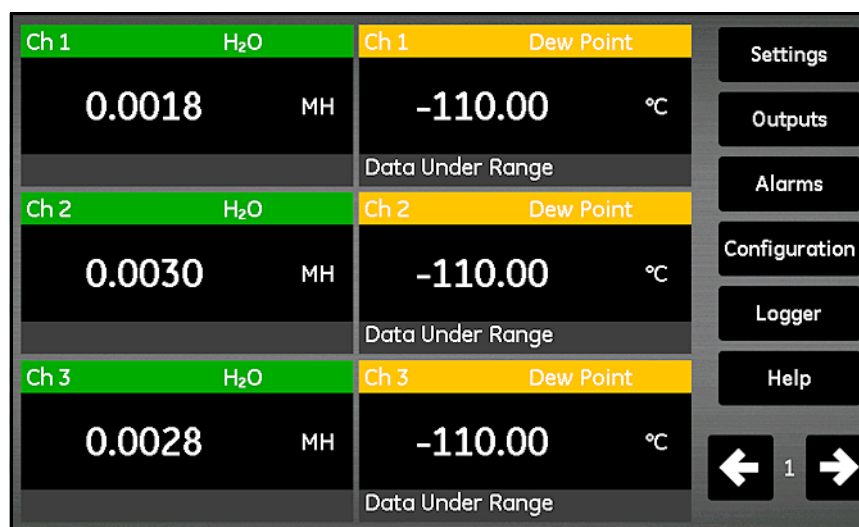 Ch 1 H₂O
0.0018 MH
Ch 1 Dew Point
-110.00 °C
Data Under Range
Ch 2 H₂O
0.0030 MH
Ch 2 Dew Point
-110.00 °C
Data Under Range
Ch 3 H₂O
0.0028 MH
Ch 3 Dew Point
-110.00 °C
Data Under Range
Settings
Outputs
Alarms
Configuration
Logger
Help
1